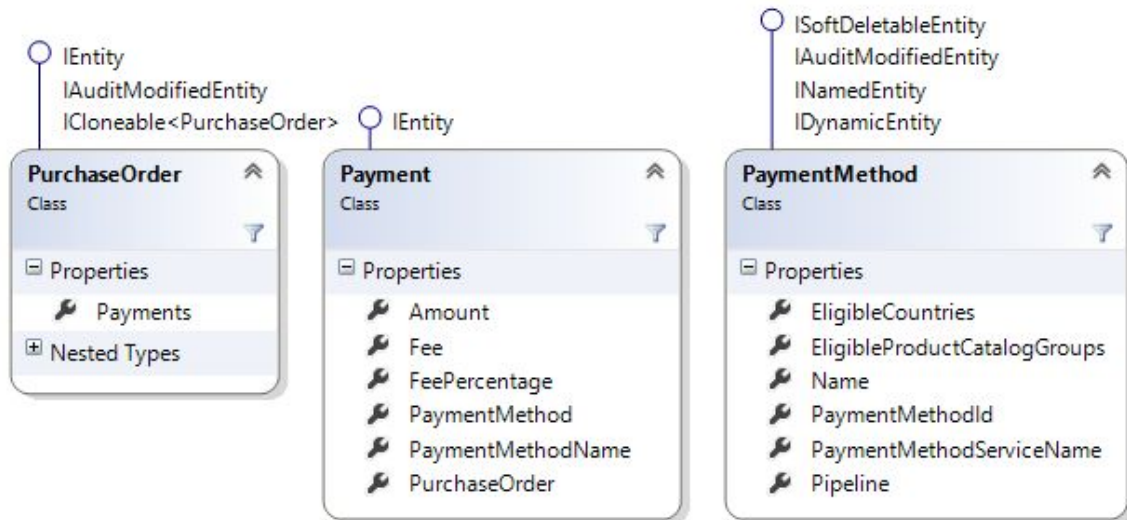 IEntity
IAuditModifiedEntity
ICloneable<PurchaseOrder>
PurchaseOrder
Class
Properties
Payments
Nested Types
IEntity
Payment
Class
Properties
Amount
Fee
FeePercentage
PaymentMethod
PaymentMethodName
PurchaseOrder
ISoftDeletableEntity
IAuditModifiedEntity
INamedEntity
IDynamicEntity
PaymentMethod
Class
Properties
EligibleCountries
EligibleProductCatalogGroups
Name
PaymentMethodId
PaymentMethodServiceName
Pipeline